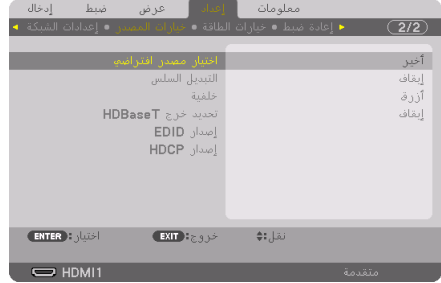 إدخال ضبط عرض إعداد معلومات
◄ إعدادات الشبكة ● خيارات المصدر ● خيارات الطاقة ● إعادة ضبط ► 2/2
اختيار مصدر افتراضي أخير
التبديل السلس إيقاف
خلفية أزرق
تحديد خرج HDBaseT إيقاف
إصدار EDID
إصدار HDCP
ENTER :اختيار EXIT :خروج نقل:
HDMI1 متقدمة